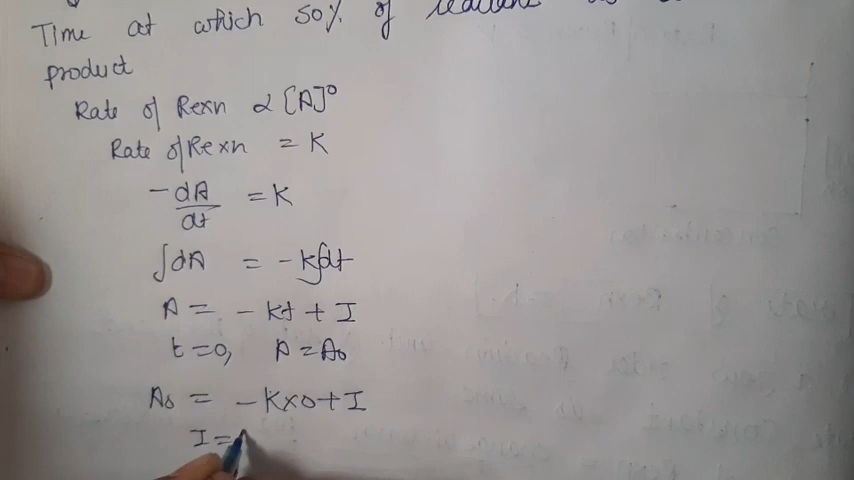 Time at which 50% of
product
Rate of Rexn α [A]⁰
Rate of Rexn = K
-dA/dt = K
∫dA = -K∫dt
A = -Kt + I
t=0, A = A₀
A₀ = -K×0+I
I =